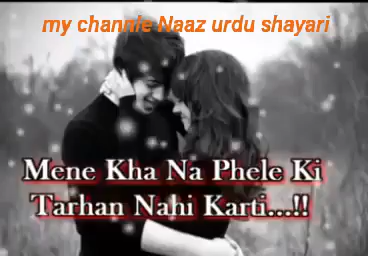 my channle Naaz urdu shayari
Mene Kha Na Phele Ki
Tarhan Nahi Karti...!!